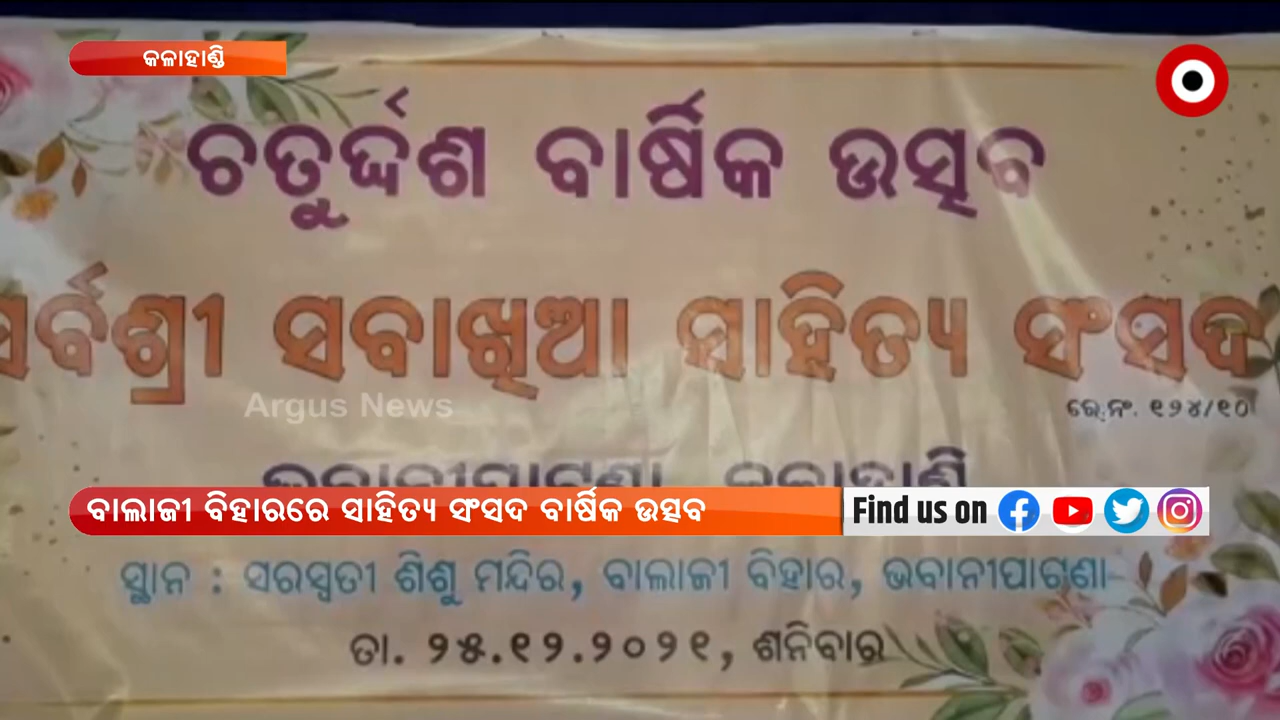 କଳାହାଣ୍ଡି
ଚତୁର୍ଦ୍ଦଶ ବାର୍ଷିକ ଉତ୍ସବ
ସର୍ବଶ୍ରୀ ସବାଖିଆ ସାହିତ୍ୟ ସଂସଦ
Argus News
ରେ.ନଂ. ୧୨୪/୧୦
ବାଲାଜୀ ବିହାରରେ ସାହିତ୍ୟ ସଂସଦ ବାର୍ଷିକ ଉତ୍ସବ
Find us on
ସ୍ଥାନ : ସରସ୍ବତୀ ଶିଶୁ ମନ୍ଦିର, ବାଲାଜୀ ବିହାର, ଭବାନୀପାଟଣା
ତା. ୨୫.୧୨.୨୦୨୧, ଶନିବାର